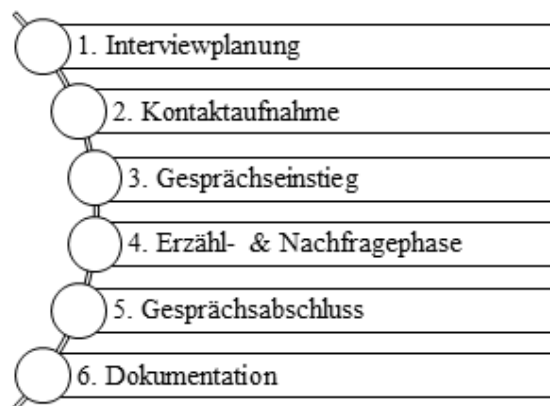 1. Interviewplanung
2. Kontaktaufnahme
3. Gesprächseinstieg
4. Erzähl- & Nachfragephase
5. Gesprächsabschluss
6. Dokumentation